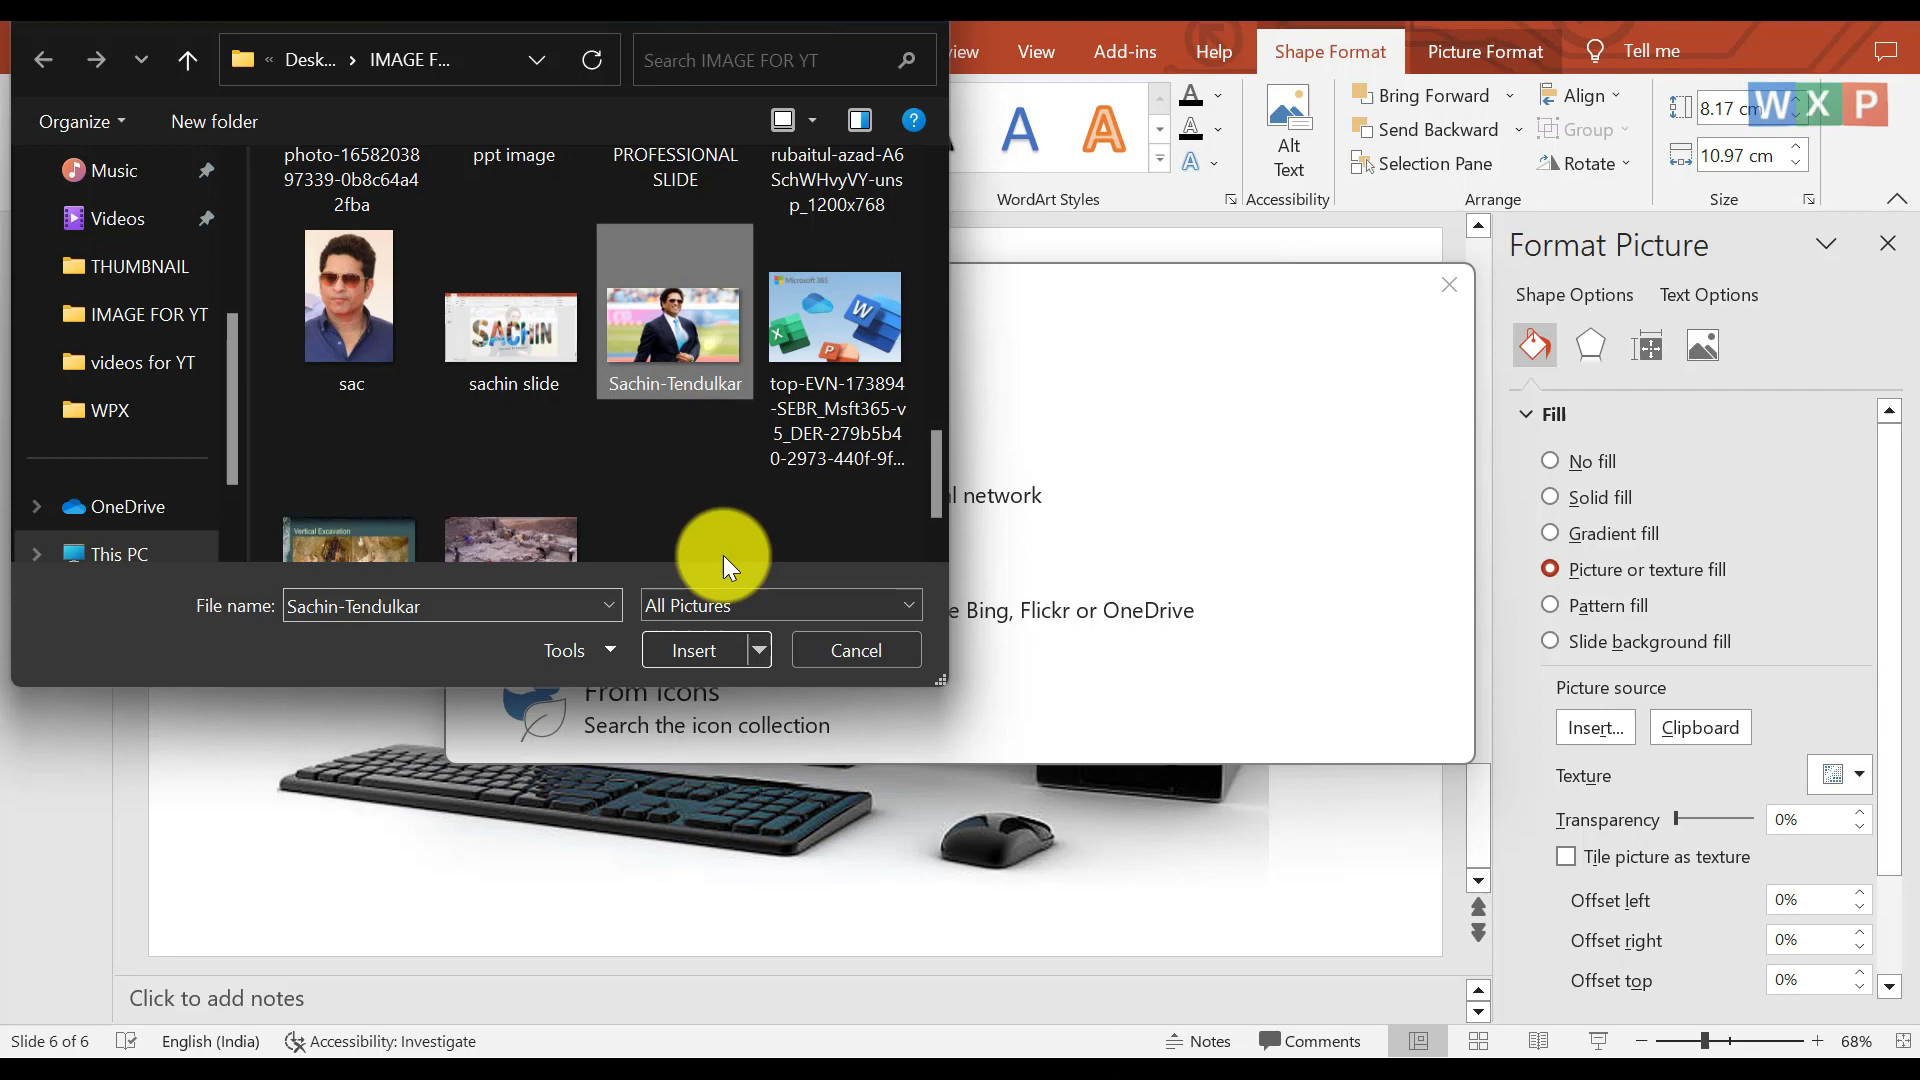 « Desk... › IMAGE F...
Search IMAGE FOR YT
Organize
New folder
Music
Videos
THUMBNAIL
IMAGE FOR YT
videos for YT
WPX
OneDrive
This PC
photo-16582038
97339-0b8c64a4
2fba
ppt image
PROFESSIONAL
SLIDE
rubaitul-azad-A6
SchWHvyVY-uns
p_1200x768
sac
SACHIN
sachin slide
Sachin-Tendulkar
Microsoft 365
top-EVN-173894
-SEBR_Msft365-v
5_DER-279b5b4
0-2973-440f-9f...
Vertical Excavation
File name: Sachin-Tendulkar
All Pictures
Tools
Insert
Cancel
View
Add-ins
Help
Shape Format
Picture Format
Tell me
Alt
Text
Bring Forward
Send Backward
Selection Pane
Align
Group
Rotate
8.17 cm
10.97 cm
W X P
WordArt Styles
Accessibility
Arrange
Size
l network
e Bing, Flickr or OneDrive
From Icons
Search the icon collection
Format Picture
Shape Options
Text Options
Fill
No fill
Solid fill
Gradient fill
Picture or texture fill
Pattern fill
Slide background fill
Picture source
Insert...
Clipboard
Texture
Transparency
0%
Tile picture as texture
Offset left
0%
Offset right
0%
Offset top
0%
Click to add notes
Slide 6 of 6
English (India)
Accessibility: Investigate
Notes
Comments
68%